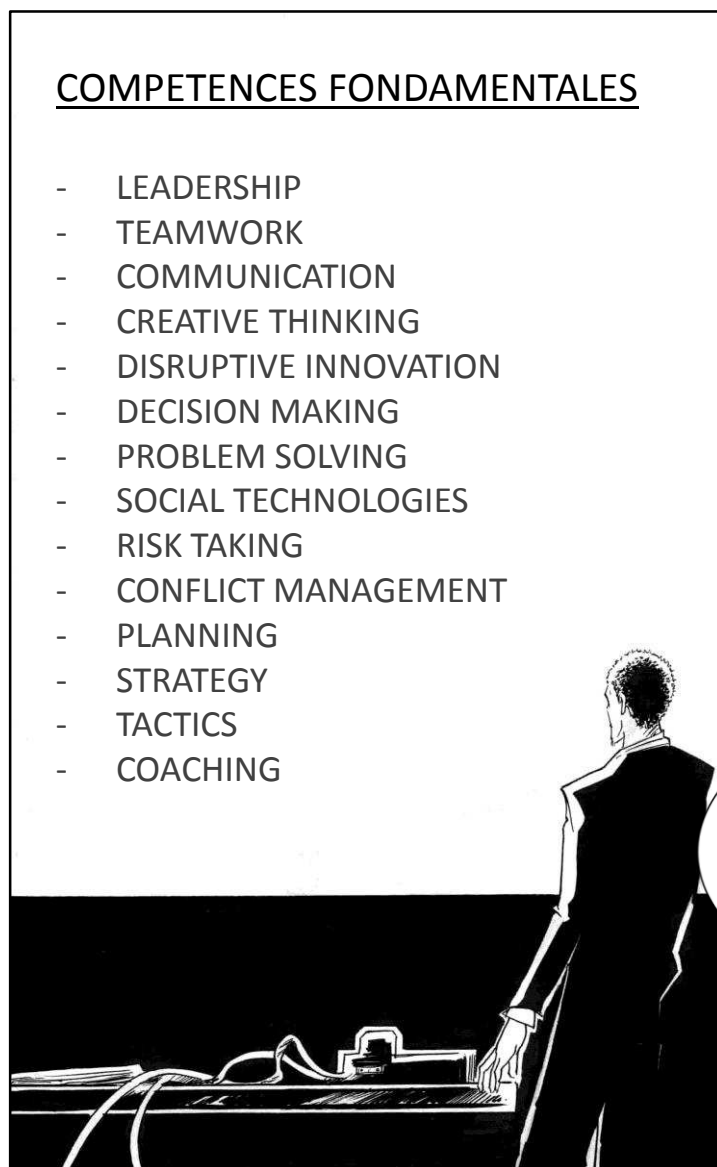 COMPETENCES FONDAMENTALES
- LEADERSHIP
- TEAMWORK
- COMMUNICATION
- CREATIVE THINKING
- DISRUPTIVE INNOVATION
- DECISION MAKING
- PROBLEM SOLVING
- SOCIAL TECHNOLOGIES
- RISK TAKING
- CONFLICT MANAGEMENT
- PLANNING
- STRATEGY
- TACTICS
- COACHING